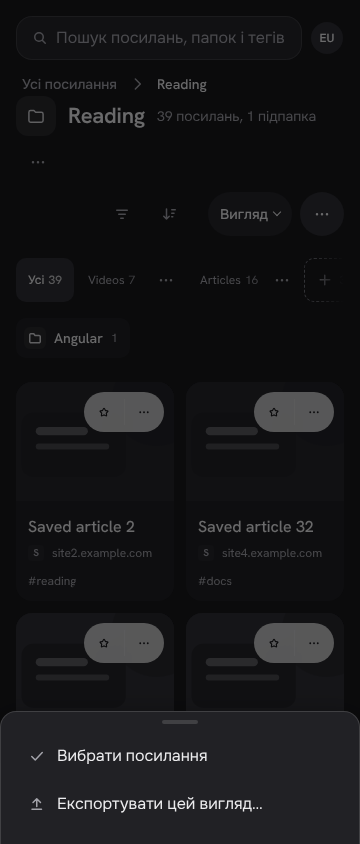 Пошук посилань, папок і тегів
EU
Усі посилання
Reading
Reading
39 посилань, 1 підпапка
Вигляд
Усі 39
Videos 7
Articles 16
Angular 1
Saved article 2
S site2.example.com
#reading
Saved article 32
S site4.example.com
#docs
Вибрати посилання
Експортувати цей вигляд...